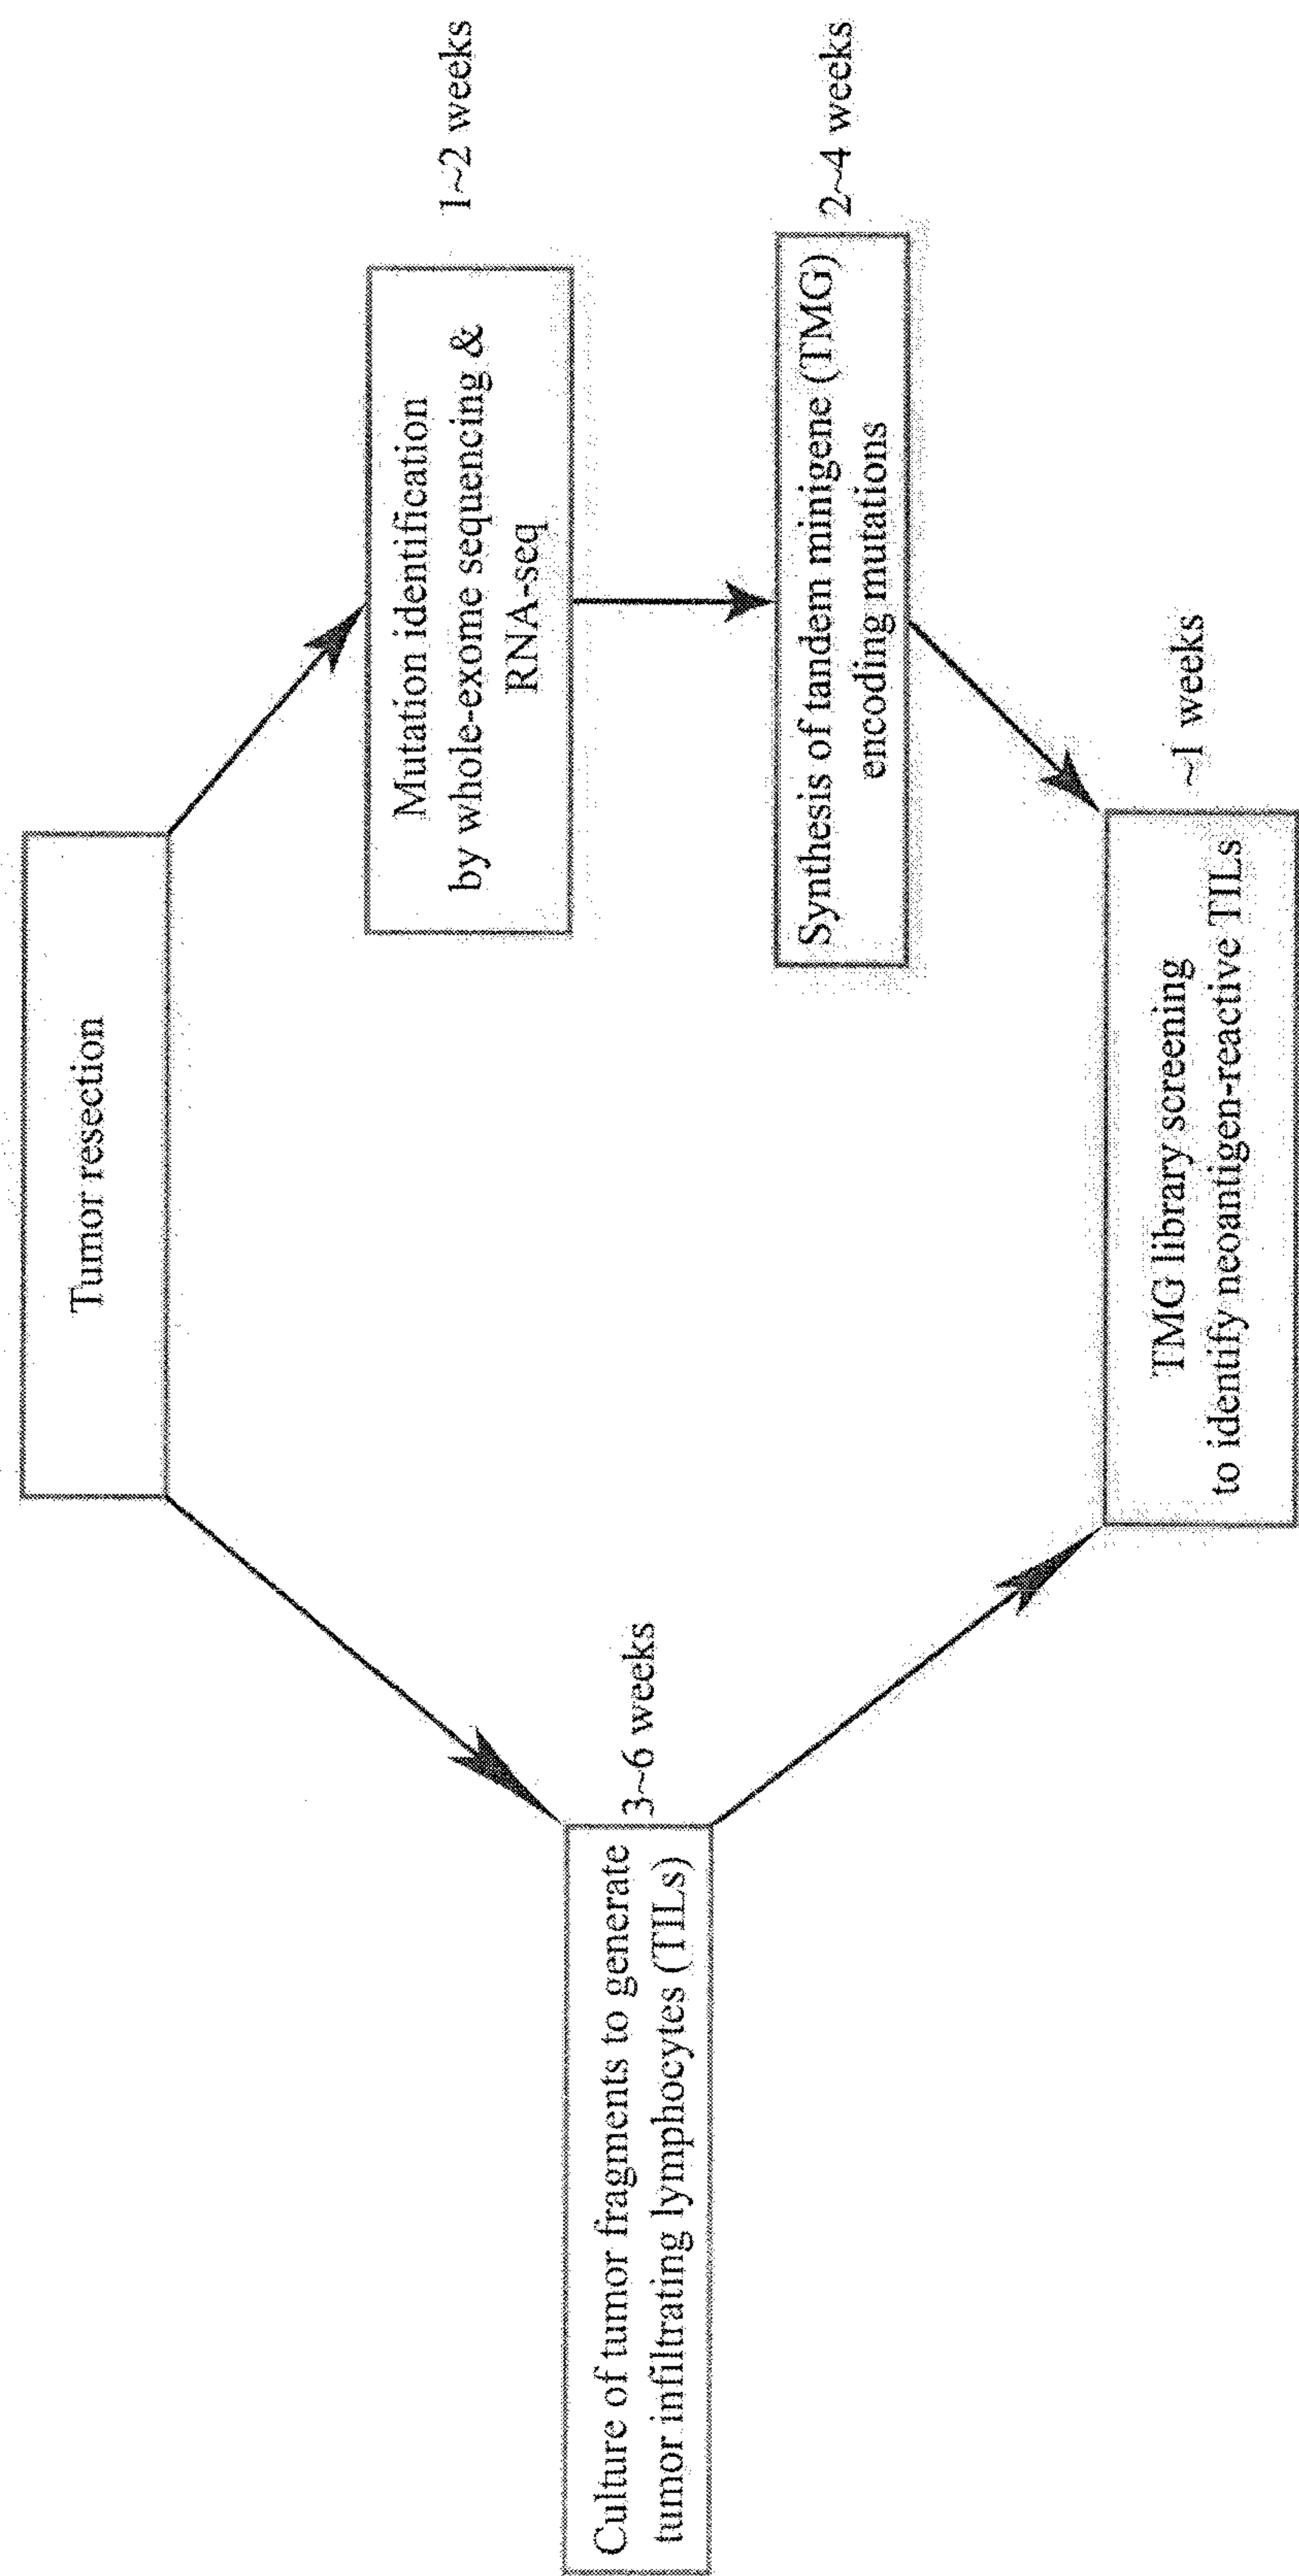 Tumor resection
Mutation identification
by whole-exome sequencing &
RNA-seq
1~2 weeks
Culture of tumor fragments to generate
tumor infiltrating lymphocytes (TILs)
3~6 weeks
Synthesis of tandem minigene (TMG)
encoding mutations
2~4 weeks
TMG library screening
to identify neoantigen-reactive TILs
~1 weeks